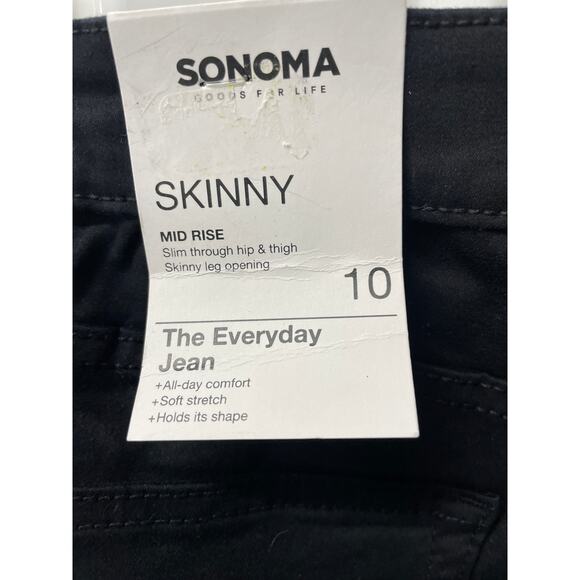 SONOMA
GOODS FOR LIFE
SKINNY
MID RISE
Slim through hip & thigh
Skinny leg opening
10
The Everyday
Jean
+All-day comfort
+Soft stretch
+Holds its shape